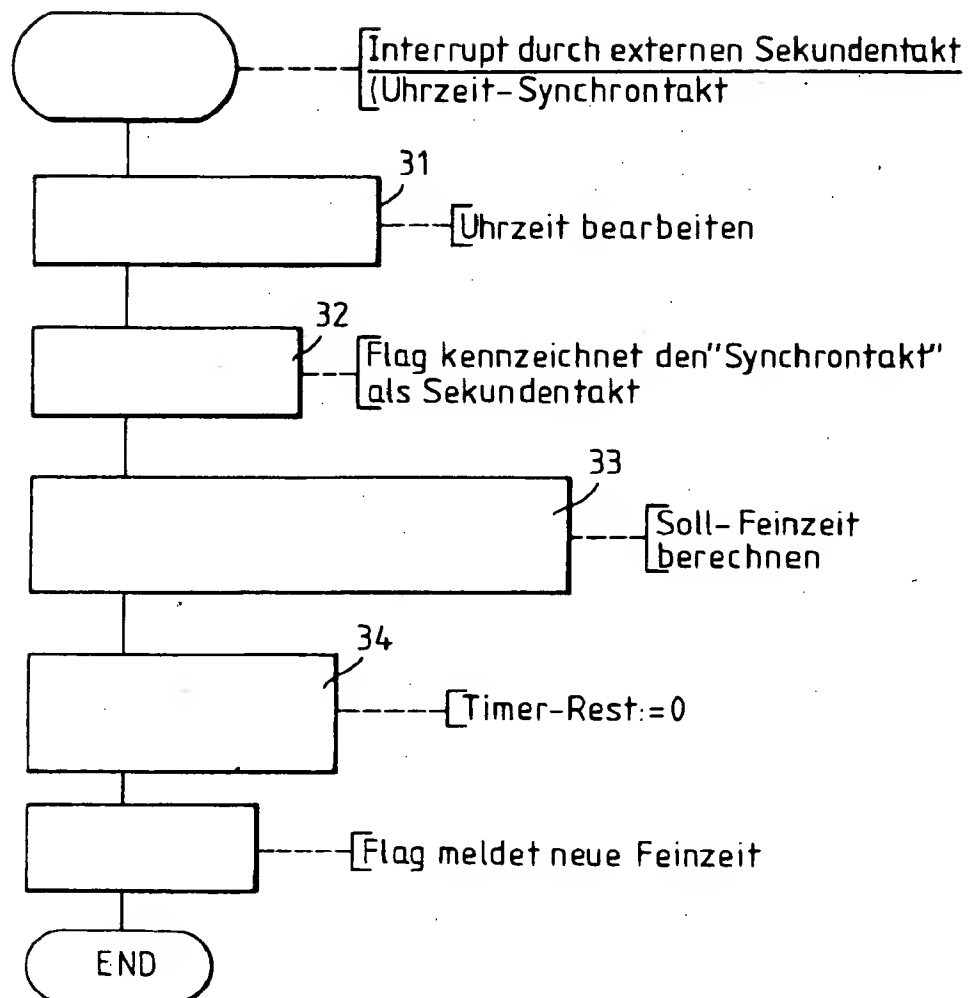 Interrupt durch externen Sekundentakt
(Uhrzeit-Synchrontakt
31
Uhrzeit bearbeiten
32
Flag kennzeichnet den "Synchrontakt"
als Sekundentakt
33
Soll-Feinzeit
berechnen
34
Timer-Rest:=0
Flag meldet neue Feinzeit
END